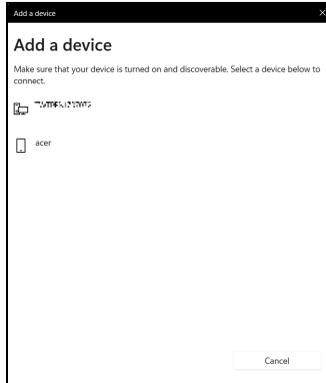 Add a device
Add a device
Make sure that your device is turned on and discoverable. Select a device below to
connect.
acer
Cancel